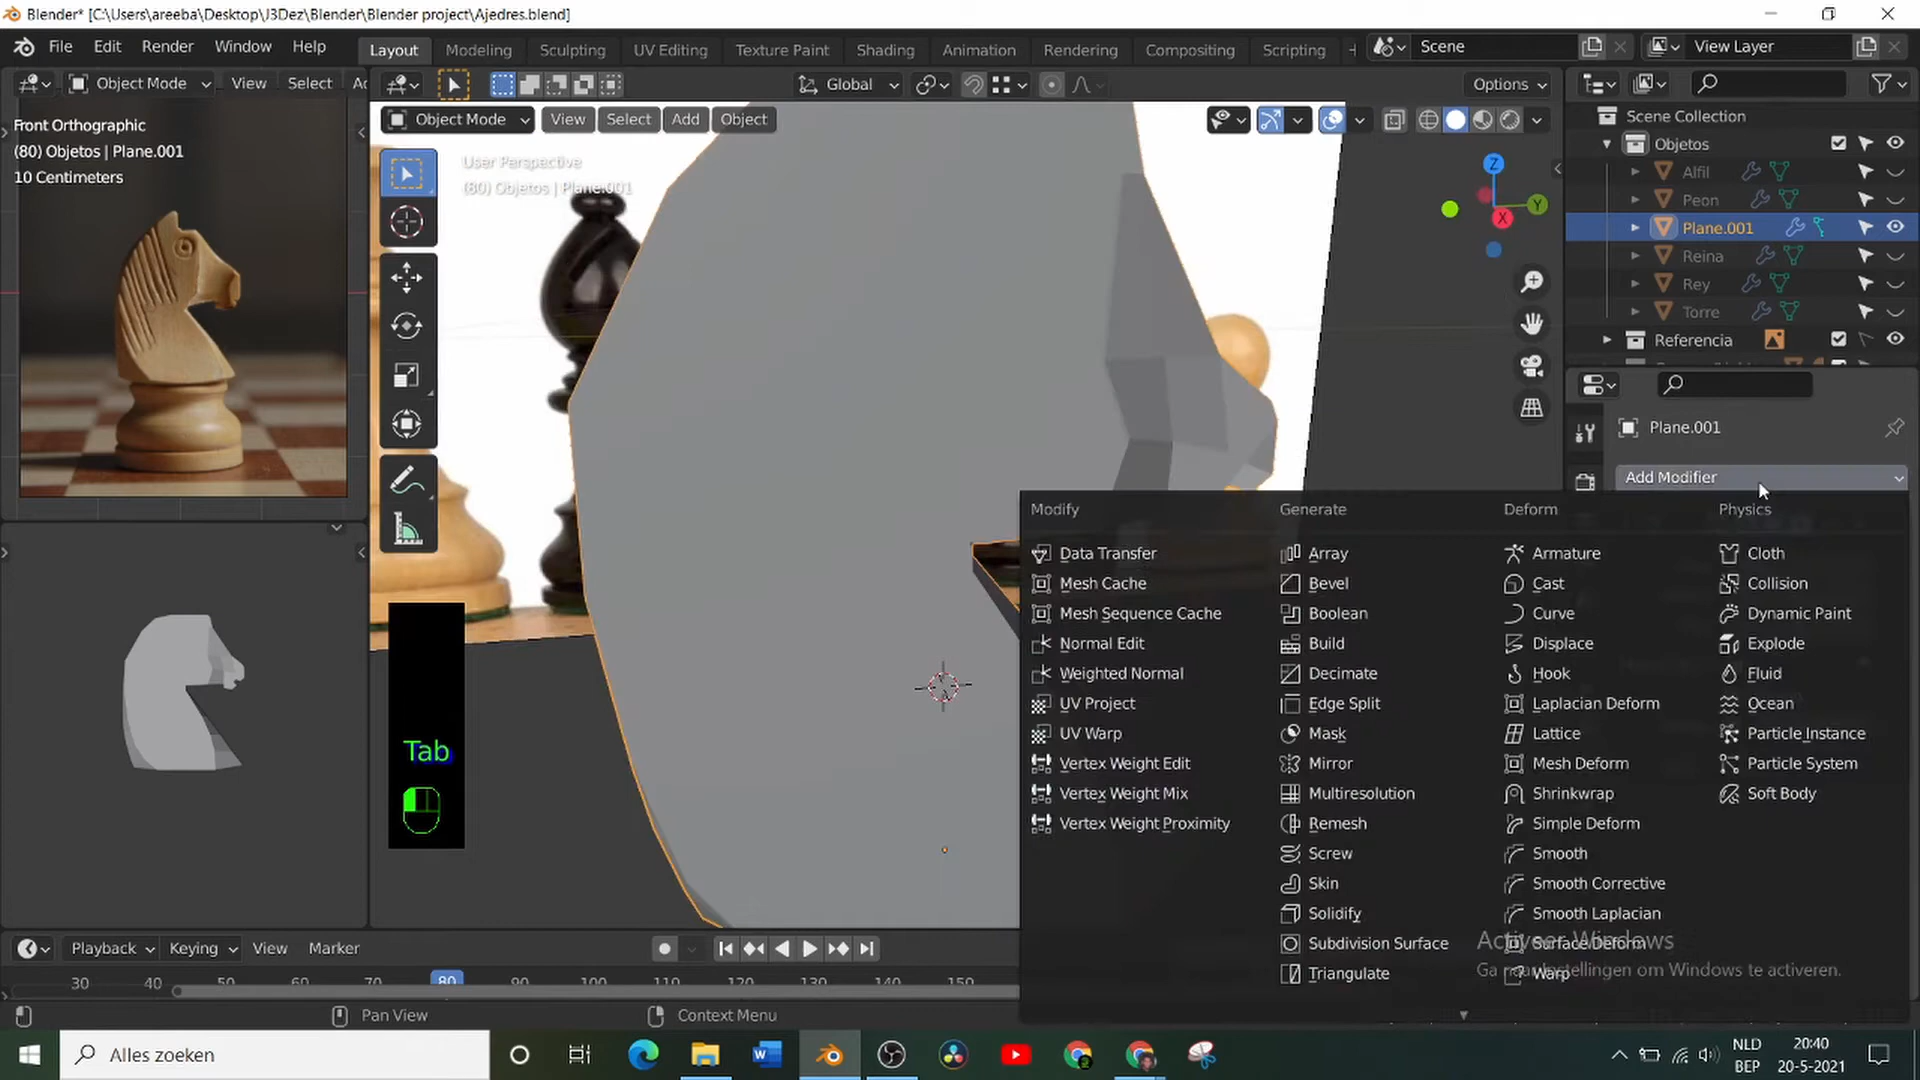 Blender* [C:\Users\areeba\Desktop\J3Dez\Blender\Blender project\Ajedres.blend]
File Edit Render Window Help
Layout Modeling Sculpting UV Editing Texture Paint Shading Animation Rendering Compositing Scripting
Scene
View Layer
Object Mode View Select
Global
Options
Object Mode View Select Add Object
Front Orthographic
(80) Objetos | Plane.001
10 Centimeters
User Perspective
(80) Objetos | Plane.001
Z
Y
X
Scene Collection
Objetos
Alfil
Peon
Plane.001
Reina
Rey
Torre
Referencia
Plane.001
Add Modifier
Modify
Data Transfer
Mesh Cache
Mesh Sequence Cache
Normal Edit
Weighted Normal
UV Project
UV Warp
Vertex Weight Edit
Vertex Weight Mix
Vertex Weight Proximity
Generate
Array
Bevel
Boolean
Build
Decimate
Edge Split
Mask
Mirror
Multiresolution
Remesh
Screw
Skin
Solidify
Subdivision Surface
Triangulate
Deform
Armature
Cast
Curve
Displace
Hook
Laplacian Deform
Lattice
Mesh Deform
Shrinkwrap
Simple Deform
Smooth
Smooth Corrective
Smooth Laplacian
Surface Deform
Warp
Physics
Cloth
Collision
Dynamic Paint
Explode
Fluid
Ocean
Particle Instance
Particle System
Soft Body
Tab
Windows
om Windows te activeren.
Playback Keying View Marker
30 40 70 80 90 100 120 150
Pan View
Context Menu
Alles zoeken
NLD
BEP
20:40
20-5-2021